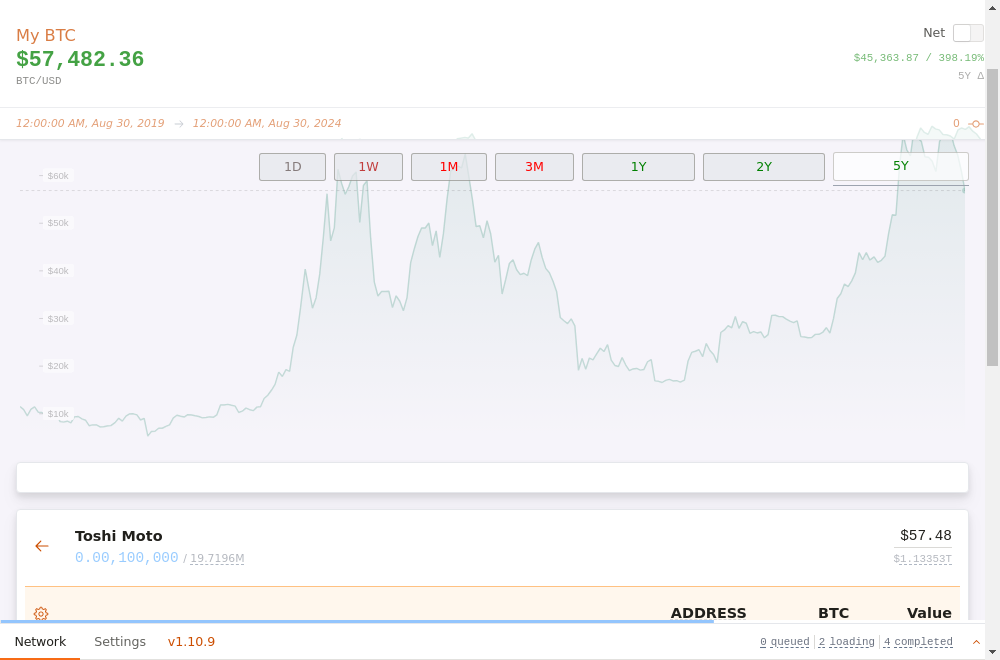 My BTC
Net
$57,482.36
$45,363.87 / 398.19%
BTC/USD
5Y Δ
12:00:00 AM, Aug 30, 2019 → 12:00:00 AM, Aug 30, 2024
0
1D 1W 1M 3M 1Y 2Y 5Y
$60k
$50k
$40k
$30k
$20k
$10k
Toshi Moto
$57.48
0.00,100,000 / 19.7196M
$1.13353T
ADDRESS BTC Value
Network Settings v1.10.9
0 queued 2 loading 4 completed